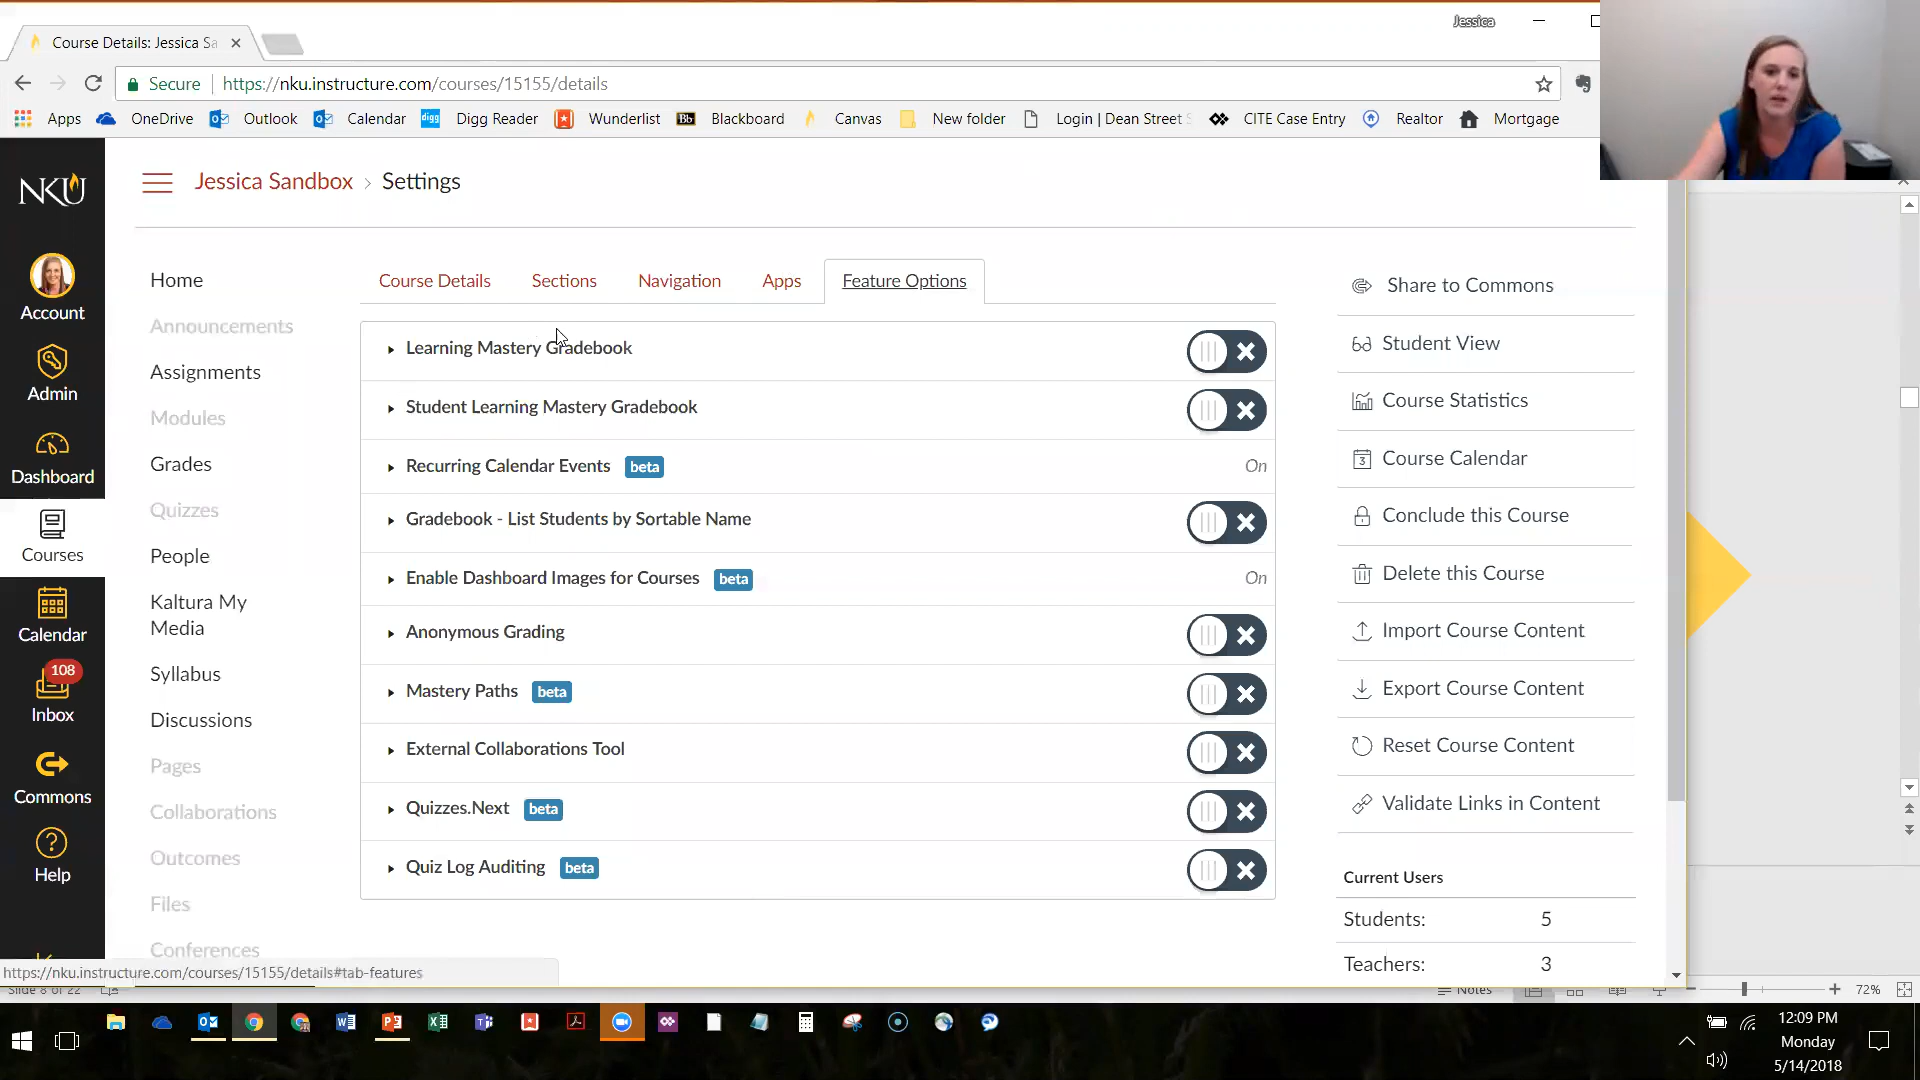 Jessica
Course Details: Jessica Sa
Secure https://nku.instructure.com/courses/15155/details
Apps OneDrive Outlook Calendar digg Digg Reader Wunderlist Bb Blackboard Canvas New folder Login | Dean Street S CITE Case Entry Realtor Mortgage
NKU
Jessica Sandbox › Settings
Account
Admin
Dashboard
Courses
Calendar
108
Inbox
Commons
Help
Home
Announcements
Assignments
Modules
Grades
Quizzes
People
Kaltura My
Media
Syllabus
Discussions
Pages
Collaborations
Outcomes
Files
Conferences
Course Details Sections Navigation Apps Feature Options
Learning Mastery Gradebook
Student Learning Mastery Gradebook
Recurring Calendar Events beta On
Gradebook - List Students by Sortable Name
Enable Dashboard Images for Courses beta On
Anonymous Grading
Mastery Paths beta
External Collaborations Tool
Quizzes.Next beta
Quiz Log Auditing beta
Share to Commons
Student View
Course Statistics
3 Course Calendar
Conclude this Course
Delete this Course
Import Course Content
Export Course Content
Reset Course Content
Validate Links in Content
Current Users
Students: 5
Teachers: 3
https://nku.instructure.com/courses/15155/details#tab-features
Slide 8 of 22
Notes
72%
12:09 PM
Monday
5/14/2018